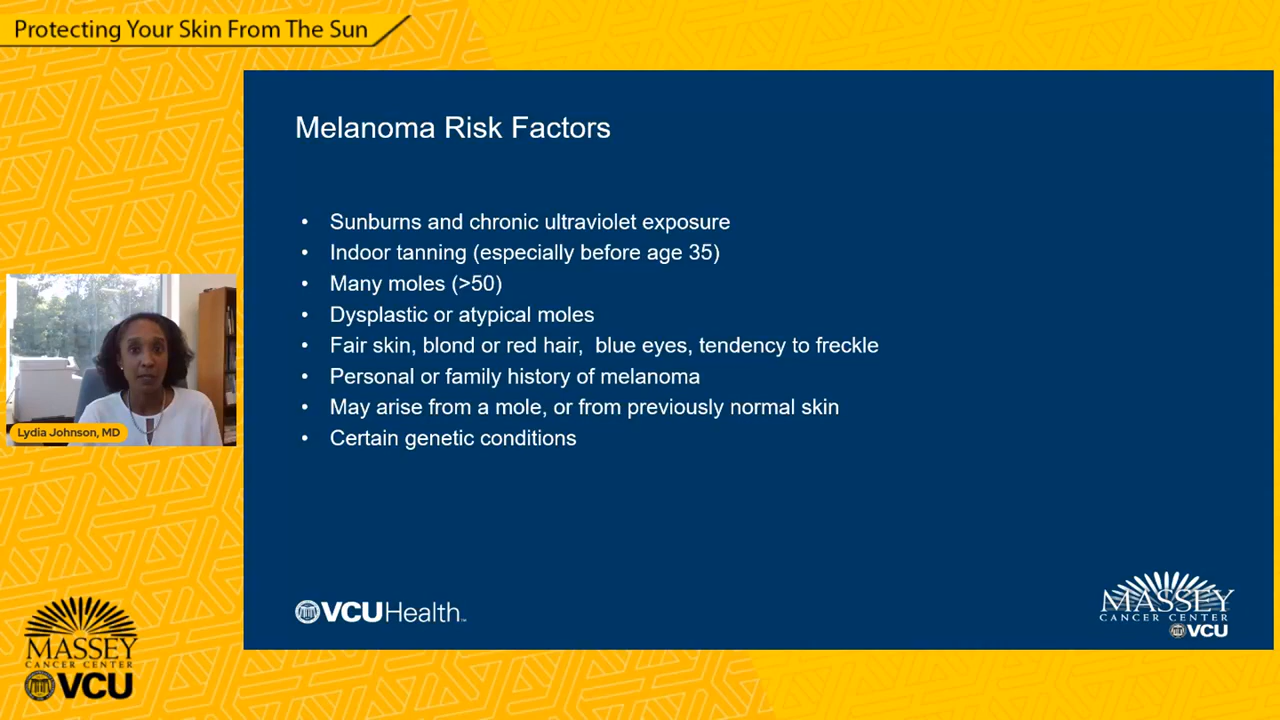 Protecting Your Skin From The Sun
Melanoma Risk Factors
• Sunburns and chronic ultraviolet exposure
• Indoor tanning (especially before age 35)
• Many moles (>50)
• Dysplastic or atypical moles
• Fair skin, blond or red hair,  blue eyes, tendency to freckle
• Personal or family history of melanoma
• May arise from a mole, or from previously normal skin
• Certain genetic conditions
Lydia Johnson, MD
VCUHealth™
MASSEY
CANCER CENTER
VCU
MASSEY
CANCER CENTER
VCU